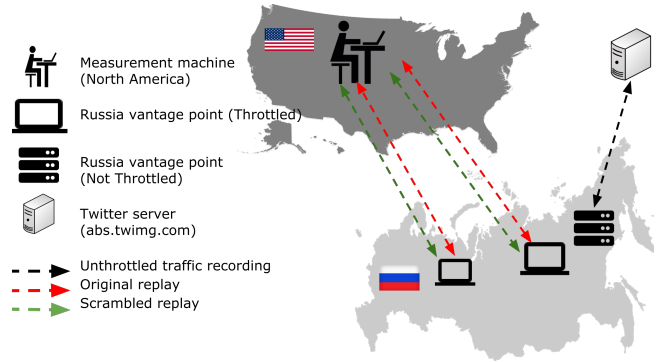 Measurement machine
(North America)
Russia vantage point (Throttled)
Russia vantage point
(Not Throttled)
Twitter server
(abs.twimg.com)
Unthrottled traffic recording
Original replay
Scrambled replay